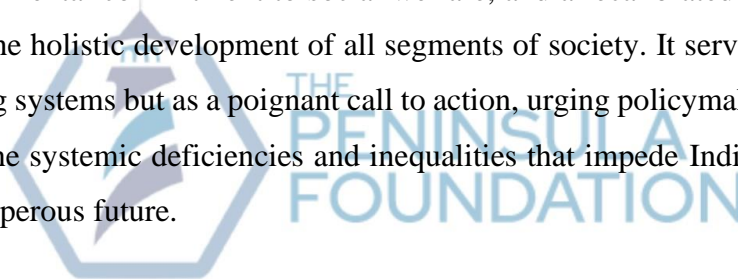 he holistic development of all segments of society. It serv
g systems but as a poignant call to action, urging policymal
ne systemic deficiencies and inequalities that impede Indi
perous future.
THE
PENINSULA
FOUNDATION